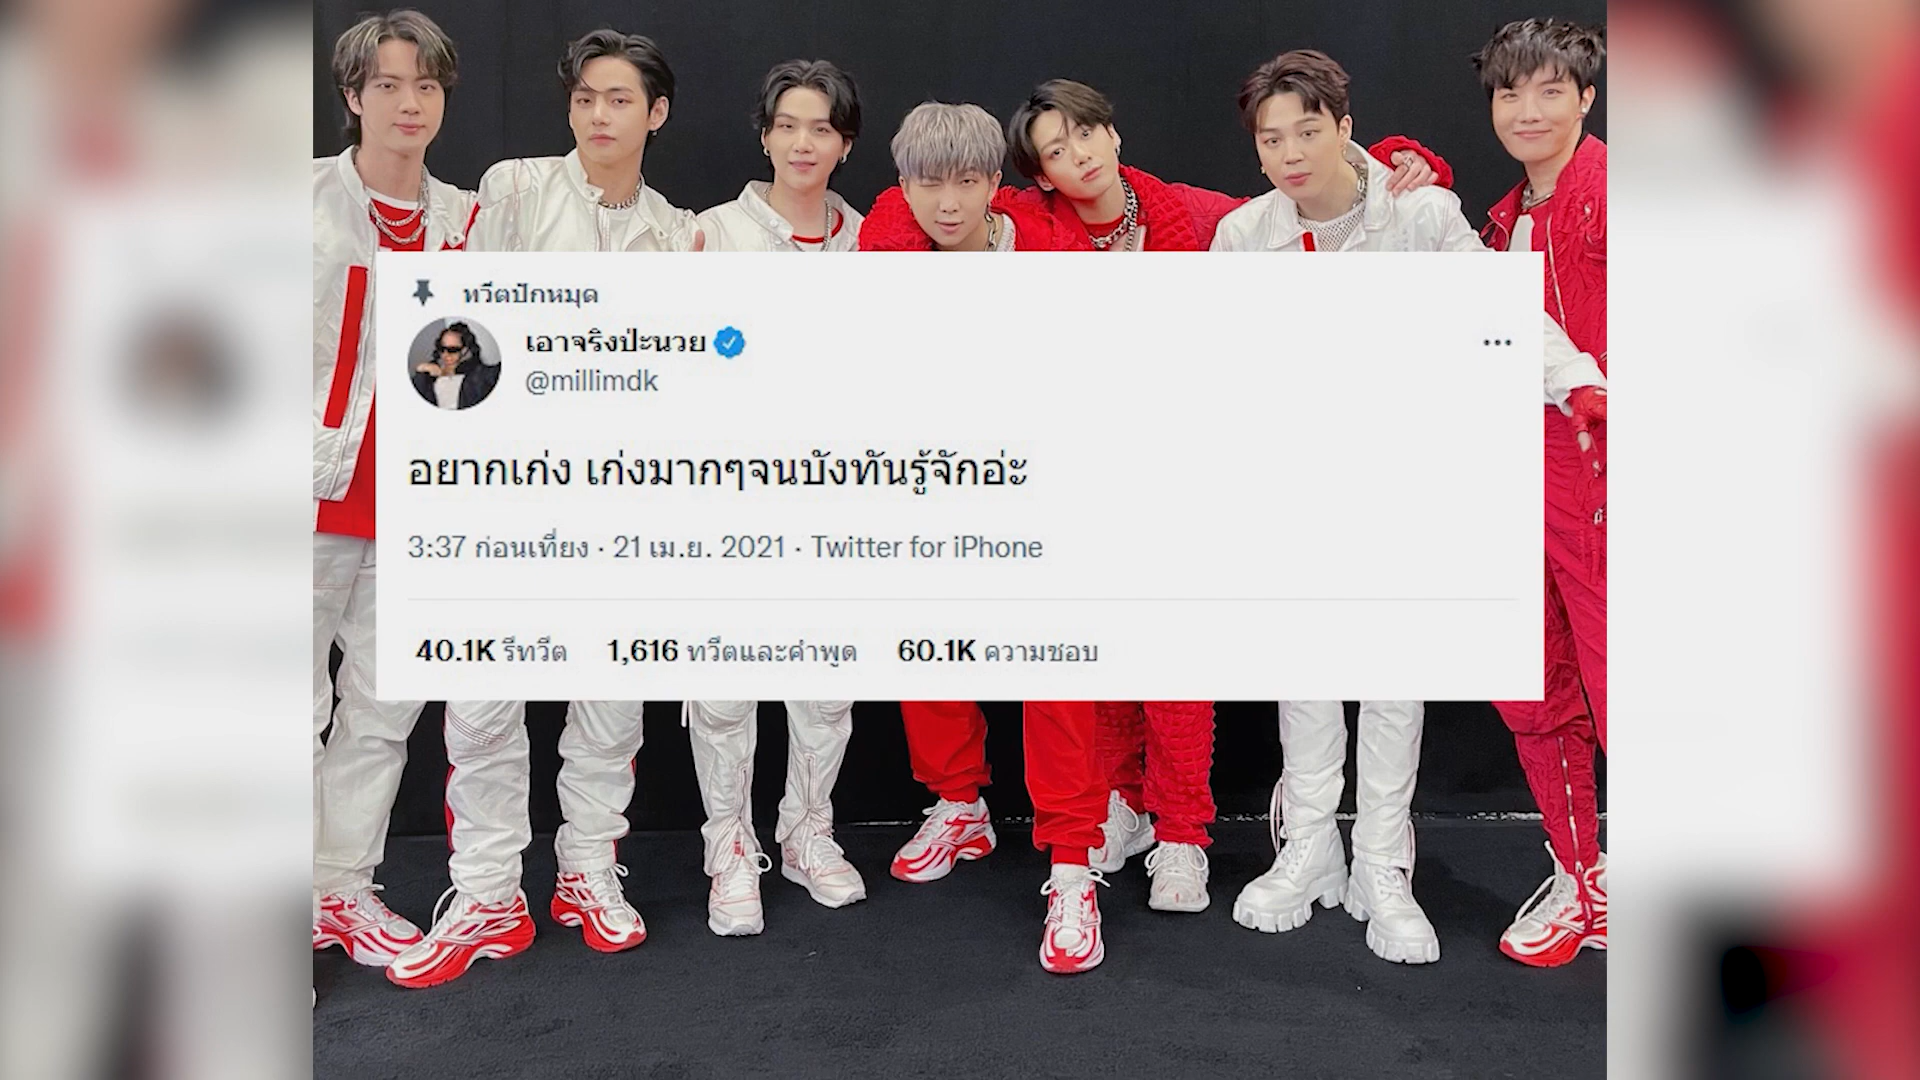 ทวีตปักหมุด
เอาจริงป่ะนวย
@millimdk
อยากเก่ง เก่งมากๆจนบังทันรู้จักอ่ะ
3:37 ก่อนเที่ยง · 21 เม.ย. 2021 · Twitter for iPhone
40.1K รีทวีต 1,616 ทวีตและคำพูด 60.1K ความชอบ